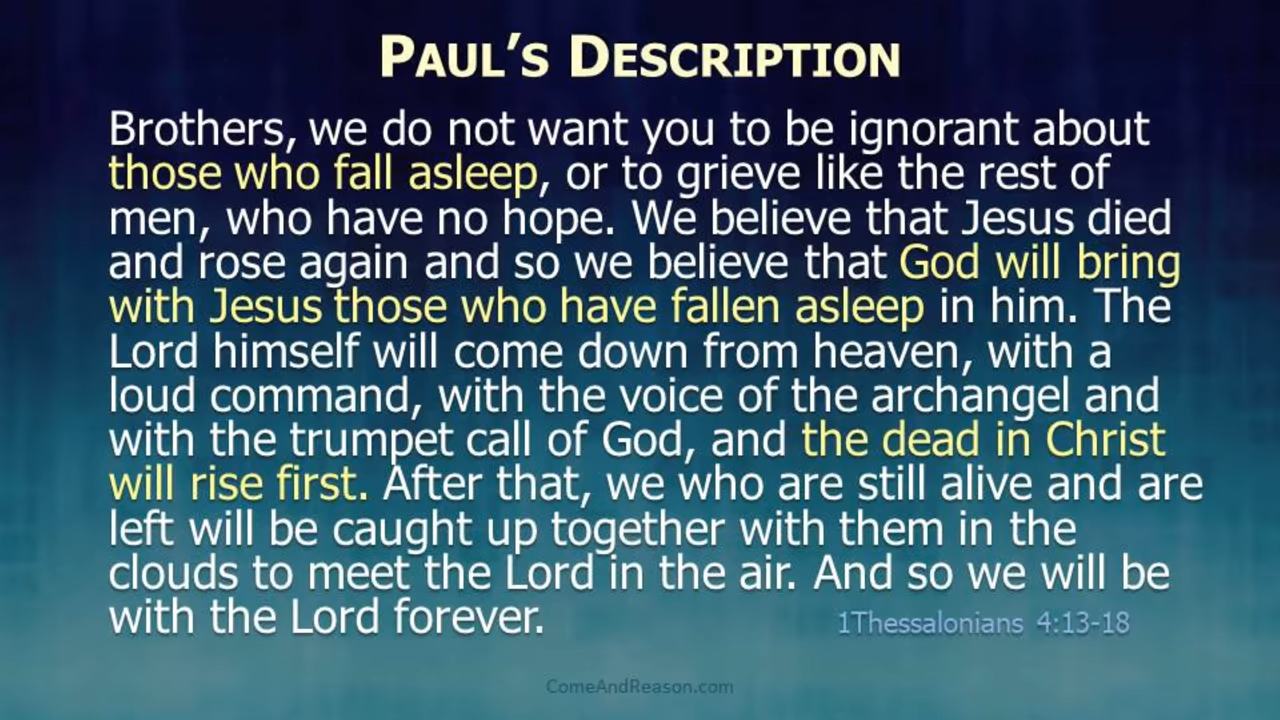 PAUL'S DESCRIPTION
Brothers, we do not want you to be ignorant about
those who fall asleep, or to grieve like the rest of
men, who have no hope. We believe that Jesus died
and rose again and so we believe that God will bring
with Jesus those who have fallen asleep in him. The
Lord himself will come down from heaven, with a
loud command, with the voice of the archangel and
with the trumpet call of God, and the dead in Christ
will rise first. After that, we who are still alive and are
left will be caught up together with them in the
clouds to meet the Lord in the air. And so we will be
with the Lord forever.
1Thessalonians 4:13-18
ComeAndReason.com